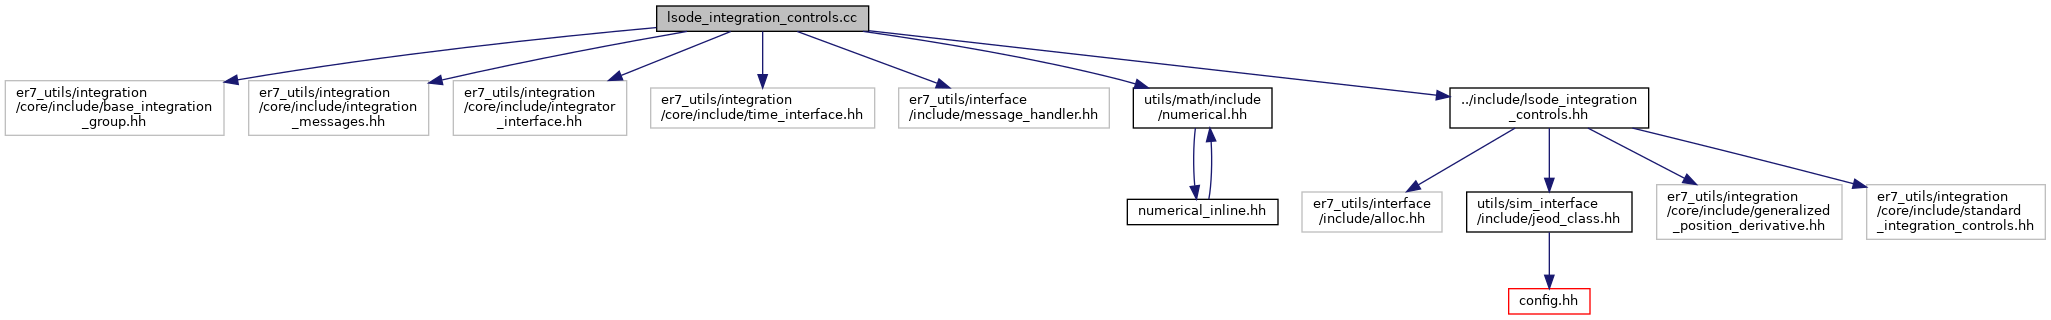 lsode_integration_controls.cc
er7_utils/integration
/core/include/base_integration
_group.hh
er7_utils/integration
/core/include/integration
_messages.hh
er7_utils/integration
/core/include/integrator
_interface.hh
er7_utils/integration
/core/include/time_interface.hh
er7_utils/interface
/include/message_handler.hh
utils/math/include
/numerical.hh
../include/lsode_integration
_controls.hh
numerical_inline.hh
er7_utils/interface
/include/alloc.hh
utils/sim_interface
/include/jeod_class.hh
er7_utils/integration
/core/include/generalized
_position_derivative.hh
er7_utils/integration
/core/include/standard
_integration_controls.hh
config.hh